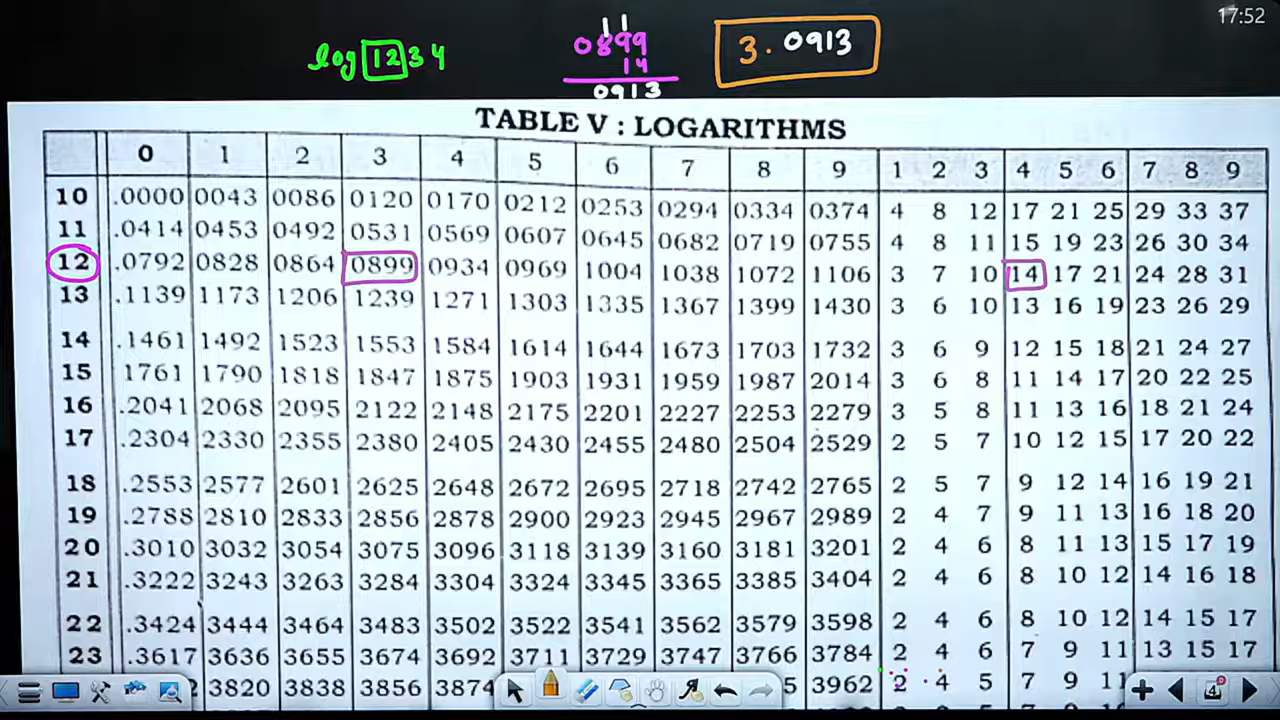 17:52
log 1234
11
0899
14
0913
3.0913
TABLE V : LOGARITHMS
0 1 2 3 4 5 6 7 8 9 1 2 3 4 5 6 7 8 9
10 .0000 0043 0086 0120 0170 0212 0253 0294 0334 0374 4 8 12 17 21 25 29 33 37
11 .0414 0453 0492 0531 0569 0607 0645 0682 0719 0755 4 8 11 15 19 23 26 30 34
12 .0792 0828 0864 0899 0934 0969 1004 1038 1072 1106 3 7 10 14 17 21 24 28 31
13 .1139 1173 1206 1239 1271 1303 1335 1367 1399 1430 3 6 10 13 16 19 23 26 29
14 .1461 1492 1523 1553 1584 1614 1644 1673 1703 1732 3 6 9 12 15 18 21 24 27
15 1761 1790 1818 1847 1875 1903 1931 1959 1987 2014 3 6 8 11 14 17 20 22 25
16 .2041 2068 2095 2122 2148 2175 2201 2227 2253 2279 3 5 8 11 13 16 18 21 24
17 .2304 2330 2355 2380 2405 2430 2455 2480 2504 2529 2 5 7 10 12 15 17 20 22
18 .2553 2577 2601 2625 2648 2672 2695 2718 2742 2765 2 5 7 9 12 14 16 19 21
19 .2788 2810 2833 2856 2878 2900 2923 2945 2967 2989 2 4 7 9 11 13 16 18 20
20 .3010 3032 3054 3075 3096 3118 3139 3160 3181 3201 2 4 6 8 11 13 15 17 19
21 .3222 3243 3263 3284 3304 3324 3345 3365 3385 3404 2 4 6 8 10 12 14 16 18
22 .3424 3444 3464 3483 3502 3522 3541 3562 3579 3598 2 4 6 8 10 12 14 15 17
23 .3617 3636 3655 3674 3692 3711 3729 3747 3766 3784 2 4 6 7 9 11 13 15 17
3820 3838 3856 3874 3962 2 4 5 7 9
4